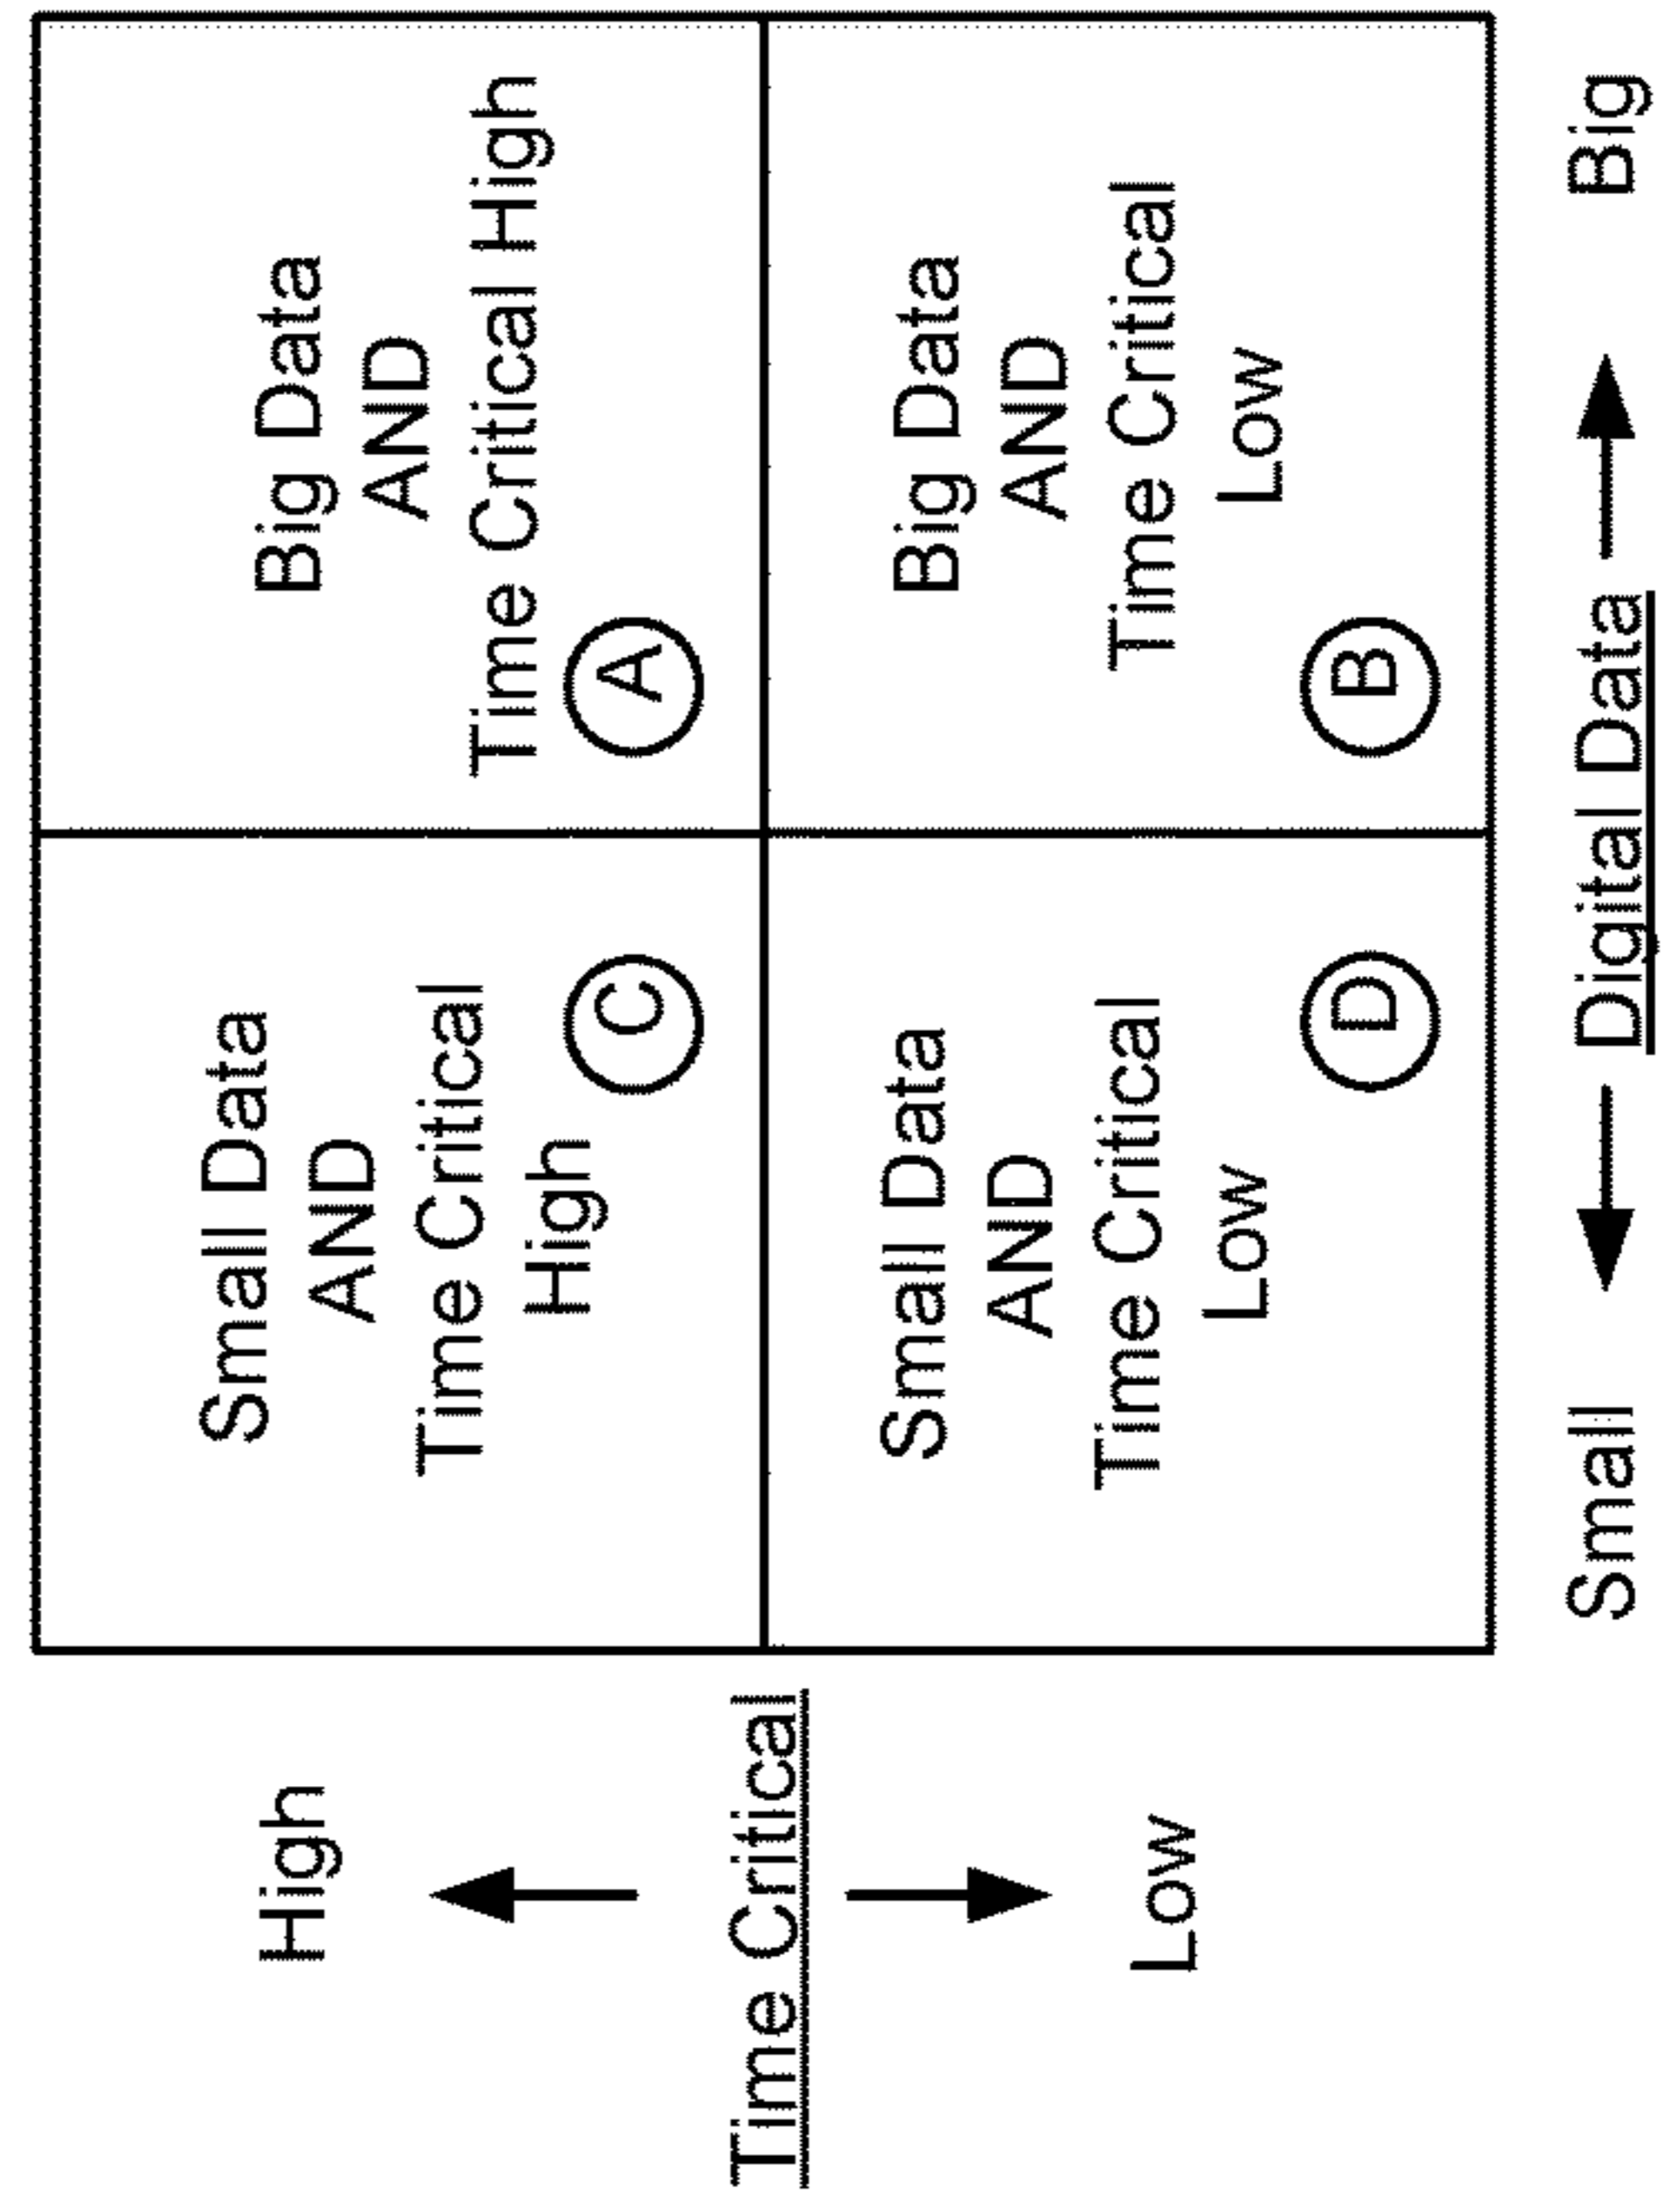 High
Time Critical
Low
Small Data
AND
Time Critical
High
C
Big Data
AND
Time Critical High
A
Small Data
AND
Time Critical
Low
D
Big Data
AND
Time Critical
Low
B
Small
Digital Data
Big